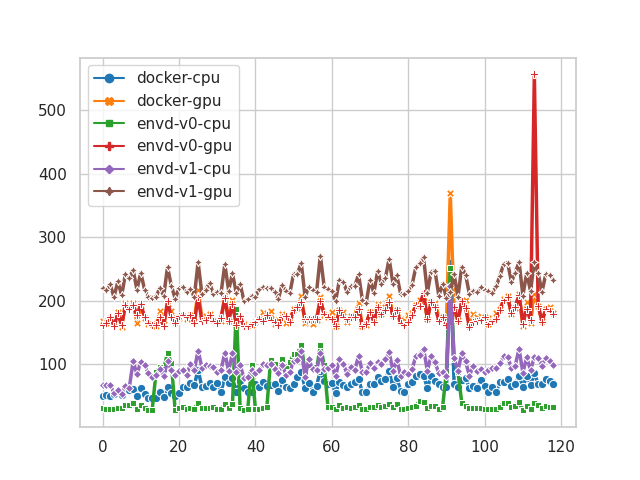 docker-cpu
docker-gpu
envd-v0-cpu
envd-v0-gpu
envd-v1-cpu
envd-v1-gpu
500
400
300
200
100
0 20 40 60 80 100 120